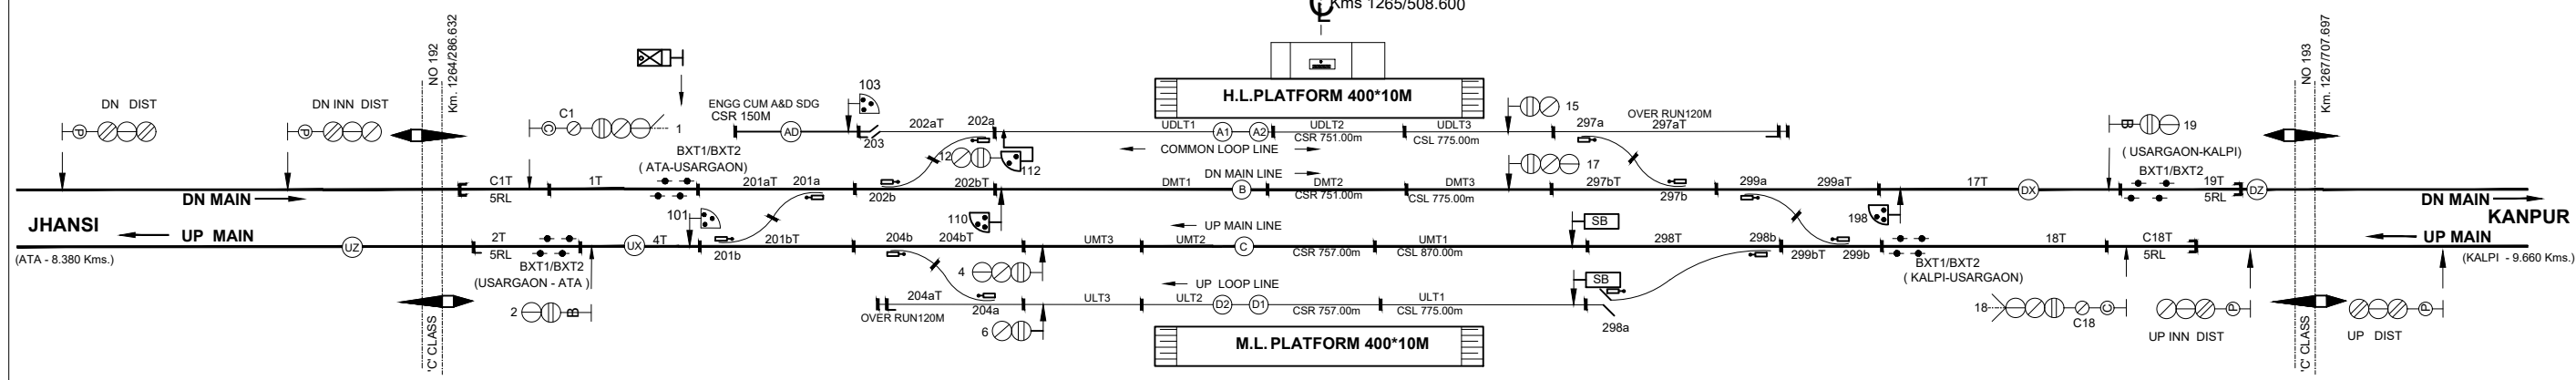 Kms 1265/508.600
NO 192
Km. 1264/286.632
NO 193
Km. 1267/707.697
DN DIST
DN INN DIST
C1
1
ENGG CUM A&D SDG
CSR 150M
AD
103
203
202aT
202a
H.L.PLATFORM 400*10M
UDLT1
A1
A2
UDLT2
CSR 751.00m
UDLT3
CSL 775.00m
15
297a
OVER RUN120M
297aT
19
( USARGAON-KALPI)
BXT1/BXT2
BXT1/BXT2
( ATA-USARGAON)
12
112
COMMON LOOP LINE
17
DN MAIN LINE
C1T
5RL
1T
201aT
201a
202b
202bT
DMT1
B
DMT2
CSR 751.00m
DMT3
CSL 775.00m
297bT
297b
299a
299aT
17T
DX
19T
5RL
DZ
DN MAIN
DN MAIN
JHANSI
KANPUR
101
110
UP MAIN LINE
SB
198
UP MAIN
UP MAIN
(ATA - 8.380 Kms.)
(KALPI - 9.660 Kms.)
UZ
2T
5RL
UX
4T
201bT
201b
204b
204bT
UMT3
UMT2
C
CSR 757.00m
UMT1
CSL 870.00m
298T
298b
299bT
299b
18T
C18T
5RL
BXT1/BXT2
(USARGAON - ATA )
BXT1/BXT2
( KALPI-USARGAON)
4
UP LOOP LINE
SB
204aT
OVER RUN120M
204a
ULT3
ULT2
D2
D1
CSR 757.00m
ULT1
CSL 775.00m
298a
2
6
18
C18
UP INN DIST
UP DIST
M.L. PLATFORM 400*10M
'C' CLASS
'C' CLASS